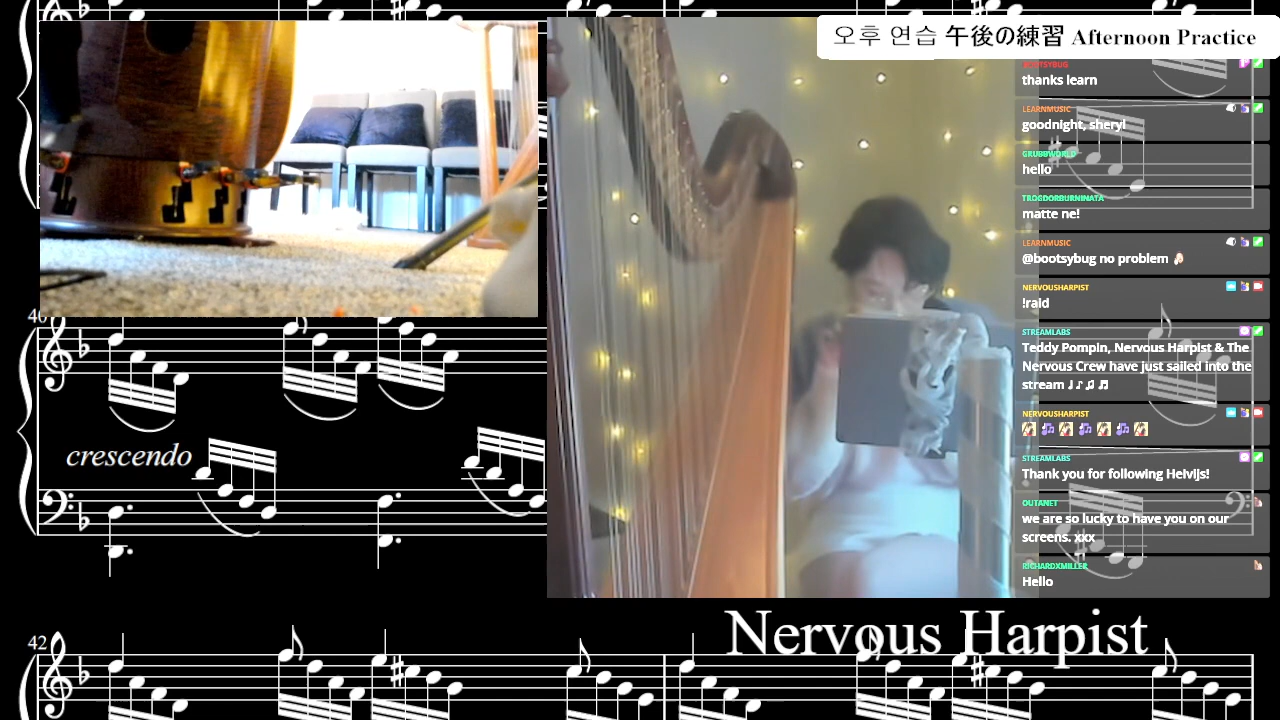 오후 연습 午後の練習 Afternoon Practice
BOOTSYBUG
thanks learn
LEARNMUSIC
goodnight, sheryl
GRUBBWORLD
hello
TROGDORBURNINATA
matte ne!
LEARNMUSIC
@bootsybug no problem
NERVOUSHARPIST
!raid
STREAMLABS
Teddy Pompin, Nervous Harpist & The
Nervous Crew have just sailed into the
stream ♩♪♫♬
NERVOUSHARPIST
STREAMLABS
Thank you for following Helvijs!
OUTANET
we are so lucky to have you on our
screens. xxx
RICHARDXMILLER
Hello
40
crescendo
Nervous Harpist
42